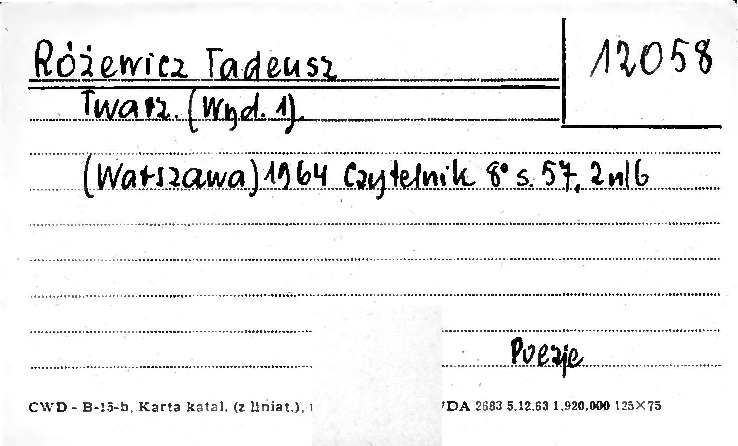 Różewicz Tadeusz
12058
Twarz. (Wyd. 1).
(Warszawa) 1964 Czytelnik 8° s. 57, 2nlb
Poezje
CWD - B-15-b. Karta katal. (z liniat.), DA 2683 5.12.63 1.920.000 125×75